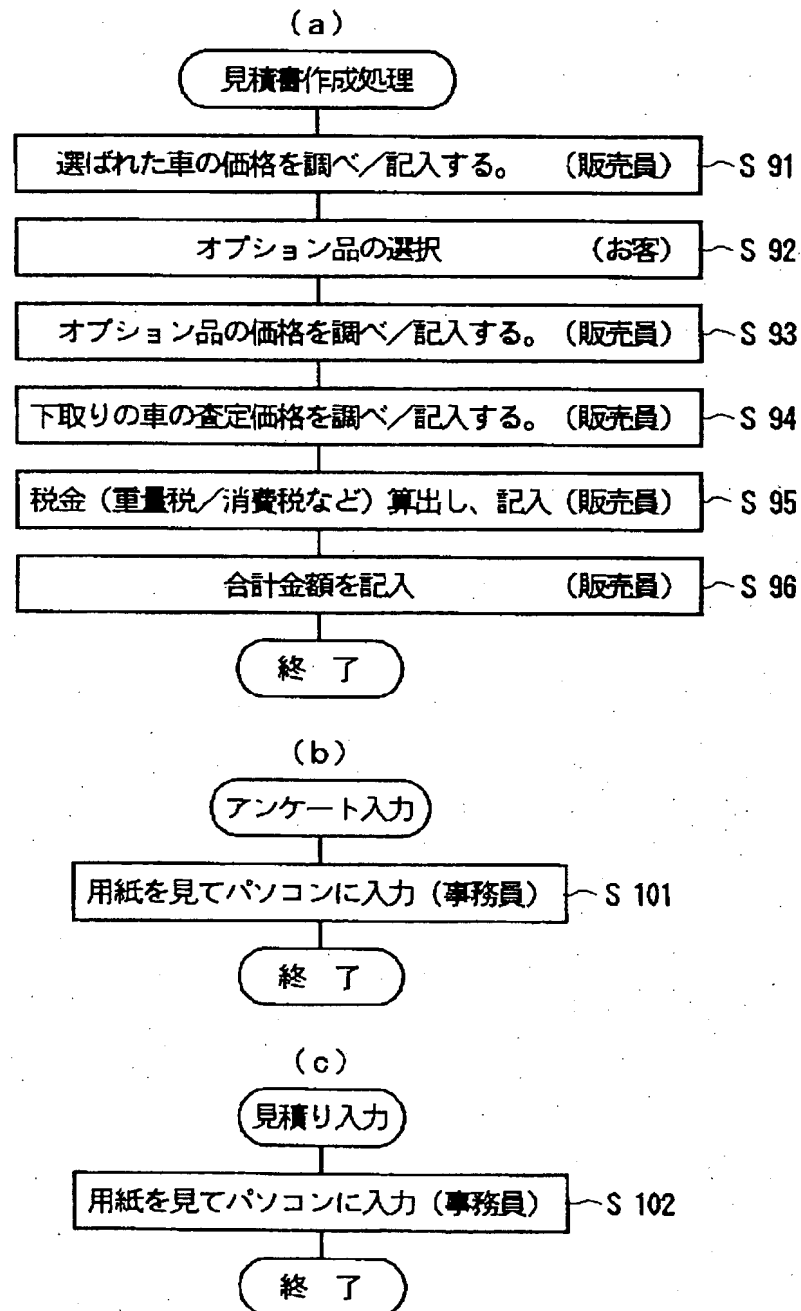 （a）
見積書作成処理
選ばれた車の価格を調べ／記入する。 （販売員） S 91
オプション品の選択 （お客） S 92
オプション品の価格を調べ／記入する。（販売員） S 93
下取りの車の査定価格を調べ／記入する。（販売員） S 94
税金（重量税／消費税など）算出し、記入（販売員） S 95
合計金額を記入 （販売員） S 96
終 了
（b）
アンケート入力
用紙を見てパソコンに入力（事務員） S 101
終 了
（c）
見積り入力
用紙を見てパソコンに入力（事務員） S 102
終 了